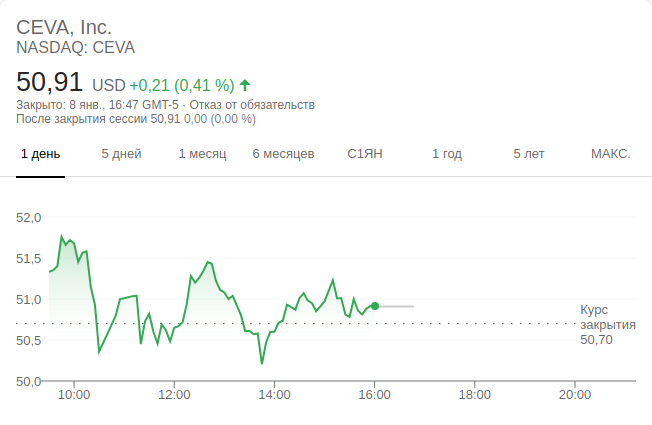 CEVA, Inc.
NASDAQ: CEVA
50,91 USD +0,21 (0,41 %)
Закрыто: 8 янв., 16:47 GMT-5 · Отказ от обязательств
После закрытия сессии 50,91 0,00 (0,00 %)
1 день 5 дней 1 месяц 6 месяцев С1ЯН 1 год 5 лет МАКС.
52,0
51,5
51,0
Курс
закрытия
50,70
50,5
50,0
10:00 12:00 14:00 16:00 18:00 20:00